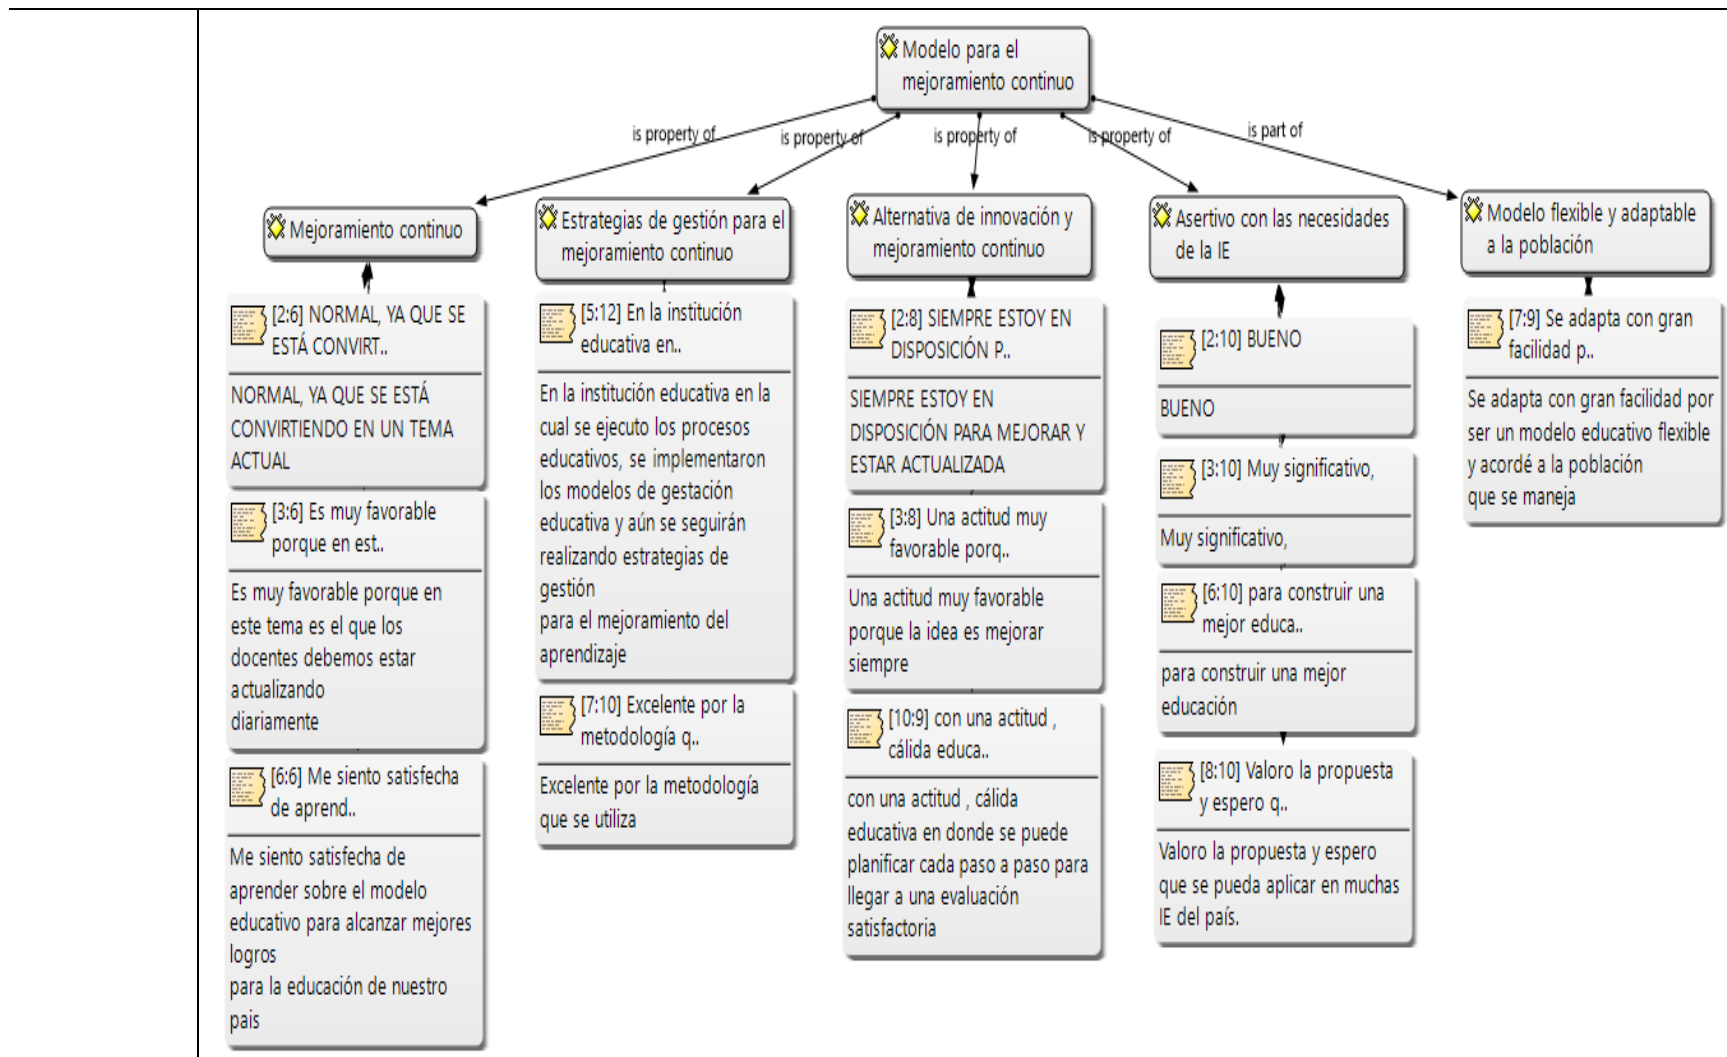 Modelo para el
mejoramiento continuo
is property of
is property of
is property of
is property of
is part of
Mejoramiento continuo
[2:6] NORMAL, YA QUE SE
ESTÁ CONVIRT..
NORMAL, YA QUE SE ESTÁ
CONVIRTIENDO EN UN TEMA
ACTUAL
[3:6] Es muy favorable
porque en est..
Es muy favorable porque en
este tema es el que los
docentes debemos estar
actualizando
diariamente
[6:6] Me siento satisfecha
de aprend..
Me siento satisfecha de
aprender sobre el modelo
educativo para alcanzar mejores
logros
para la educación de nuestro
pais
Estrategias de gestión para el
mejoramiento continuo
[5:12] En la institución
educativa en..
En la institución educativa en la
cual se ejecuto los procesos
educativos, se implementaron
los modelos de gestación
educativa y aún se seguirán
realizando estrategias de
gestión
para el mejoramiento del
aprendizaje
[7:10] Excelente por la
metodología q..
Excelente por la metodología
que se utiliza
Alternativa de innovación y
mejoramiento continuo
[2:8] SIEMPRE ESTOY EN
DISPOSICIÓN P..
SIEMPRE ESTOY EN
DISPOSICIÓN PARA MEJORAR Y
ESTAR ACTUALIZADA
[3:8] Una actitud muy
favorable porq..
Una actitud muy favorable
porque la idea es mejorar
siempre
[10:9] con una actitud ,
cálida educa..
con una actitud , cálida
educativa en donde se puede
planificar cada paso a paso para
llegar a una evaluación
satisfactoria
Asertivo con las necesidades
de la IE
[2:10] BUENO
BUENO
[3:10] Muy significativo,
Muy significativo,
[6:10] para construir una
mejor educa..
para construir una mejor
educación
[8:10] Valoro la propuesta
y espero q..
Valoro la propuesta y espero
que se pueda aplicar en muchas
IE del país.
Modelo flexible y adaptable
a la población
[7:9] Se adapta con gran
facilidad p..
Se adapta con gran facilidad por
ser un modelo educativo flexible
y acordé a la población
que se maneja